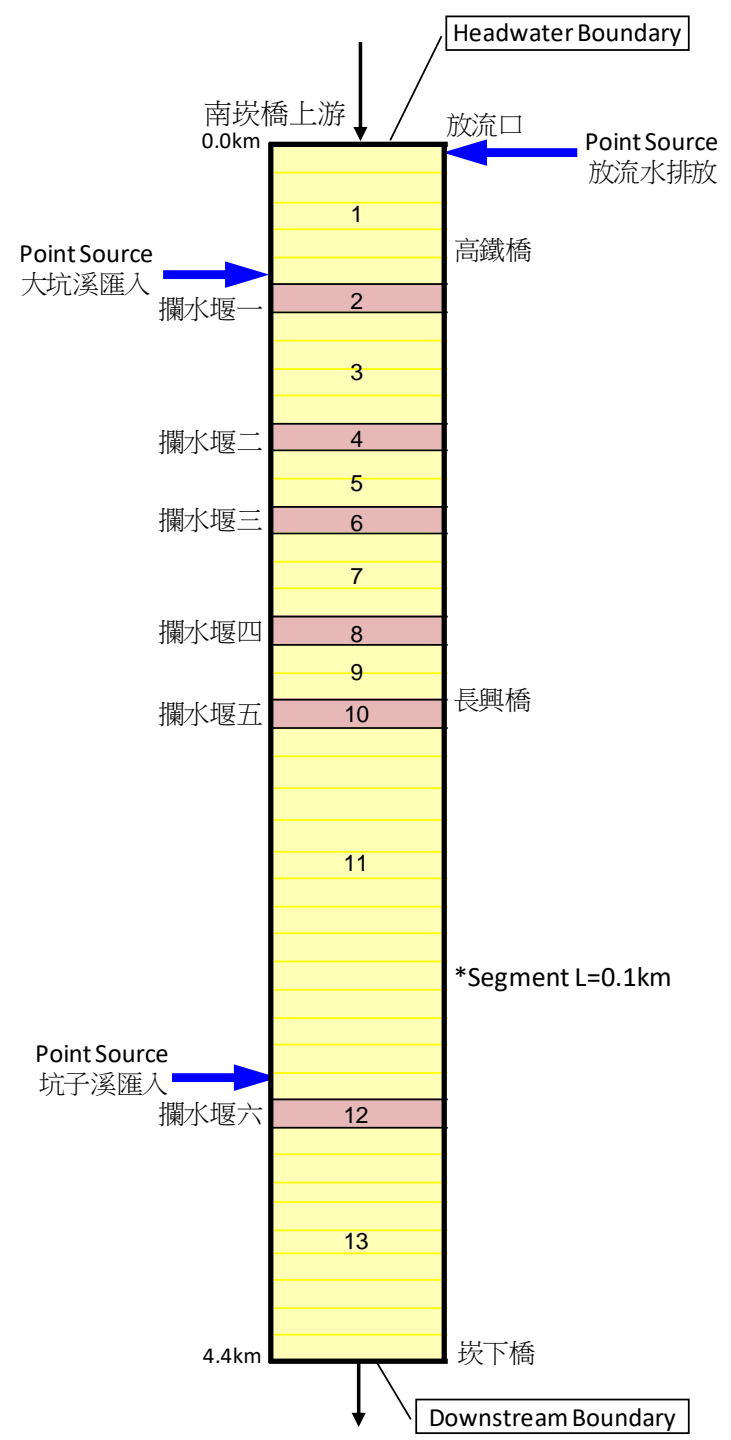 Headwater Boundary
南崁橋上游
0.0km
放流口
Point Source
放流水排放
1
高鐵橋
Point Source
大坑溪匯入
攔水堰一
2
3
攔水堰二
4
5
攔水堰三
6
7
攔水堰四
8
9
長興橋
攔水堰五
10
11
*Segment L=0.1km
Point Source
坑子溪匯入
攔水堰六
12
13
4.4km
崁下橋
Downstream Boundary